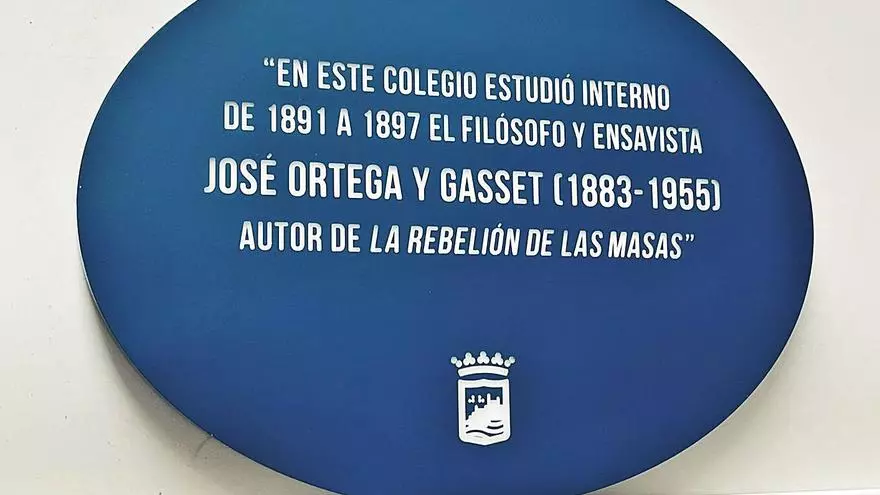 “EN ESTE COLEGIO ESTUDIÓ INTERNO
DE 1891 A 1897 EL FILÓSOFO Y ENSAYISTA
JOSÉ ORTEGA Y GASSET (1883-1955)
AUTOR DE LA REBELIÓN DE LAS MASAS”